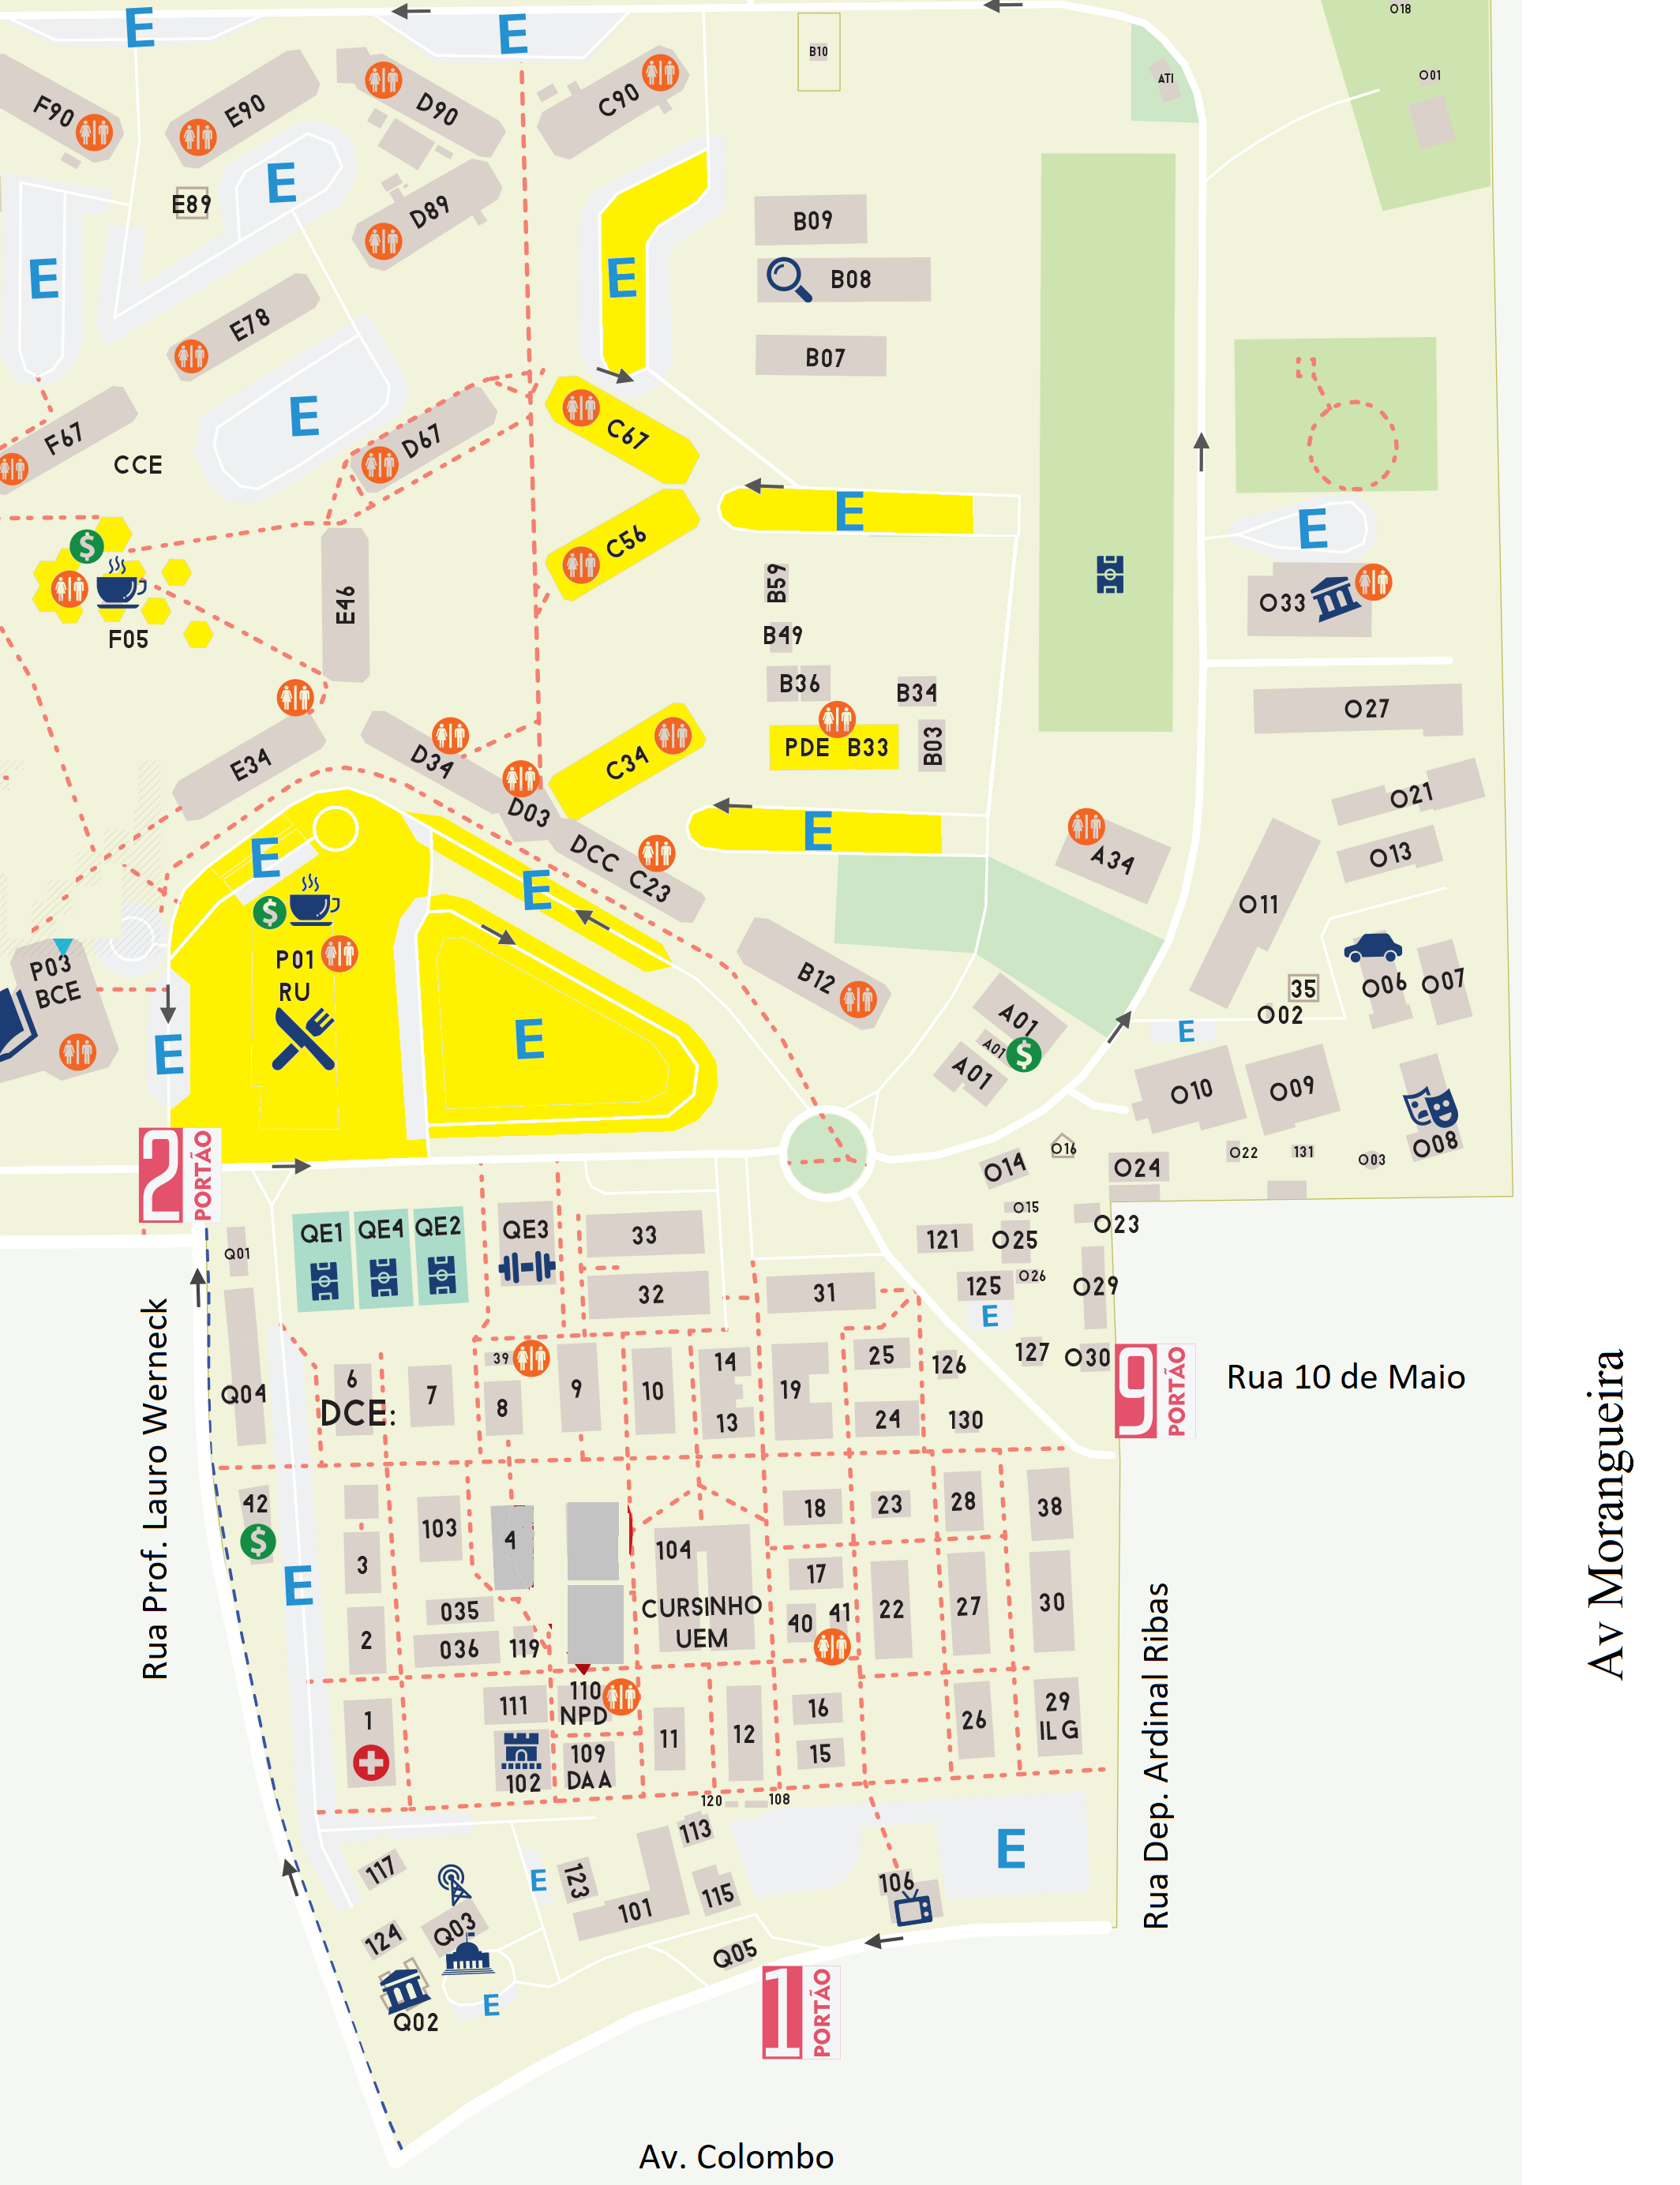 E
E
O18
B10
O01
ATI
F90
E90
D90
C90
E
E89
D89
B09
E
E
B08
E78
B07
E
F67
D67
C67
CCE
E
E
C56
$
B59
E46
O33
F05
B49
B36
B34
O27
PDE B33
B03
E34
D34
C34
O21
D03
E
DCC
C23
A34
O13
E
E
$
O11
P03
BCE
P01
RU
B12
35
O06
O07
A01
O02
A01
$
A01
E
E
E
O10
O09
O08
2
PORTÃO
O16
O14
O24
O22
131
O03
QE1
QE4
QE2
QE3
33
O15
O23
Q01
121
O25
32
31
125
O26
O29
E
39
14
25
126
127
O30
9
PORTÃO
Rua 10 de Maio
Q04
6
7
8
9
10
19
DCE:
13
24
130
Rua Prof. Lauro Werneck
Av Morangueira
42
103
4
18
23
28
38
$
3
104
17
E
035
CURSINHO
UEM
40
41
22
27
30
2
036
119
Rua Dep. Ardinal Ribas
1
111
110
NPD
11
12
16
26
29
ILG
102
109
DAA
15
120
108
113
E
117
E
123
101
115
106
124
Q03
Q05
Q02
E
1
PORTÃO
Av. Colombo